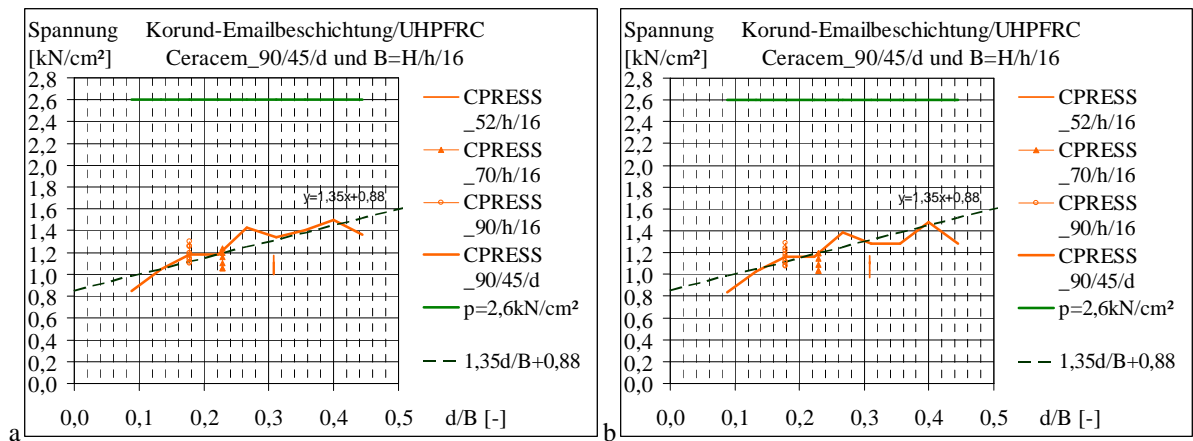 Spannung Korund-Emailbeschichtung/UHPFRC
[kN/cm²] Ceracem_90/45/d und B=H/h/16
2,8
2,6
2,4
2,2
2,0
1,8
1,6
1,4
1,2
1,0
0,8
0,6
0,4
0,2
0,0
y=1,35x+0,88
CPRESS
_52/h/16
CPRESS
_70/h/16
CPRESS
_90/h/16
CPRESS
_90/45/d
p=2,6kN/cm²
1,35d/B+0,88
0,0 0,1 0,2 0,3 0,4 0,5
d/B [-]
a
Spannung Korund-Emailbeschichtung/UHPFRC
[kN/cm²] Ceracem_90/45/d und B=H/h/16
2,8
2,6
2,4
2,2
2,0
1,8
1,6
1,4
1,2
1,0
0,8
0,6
0,4
0,2
0,0
y=1,35x+0,88
CPRESS
_52/h/16
CPRESS
_70/h/16
CPRESS
_90/h/16
CPRESS
_90/45/d
p=2,6kN/cm²
1,35d/B+0,88
0,0 0,1 0,2 0,3 0,4 0,5
d/B [-]
b